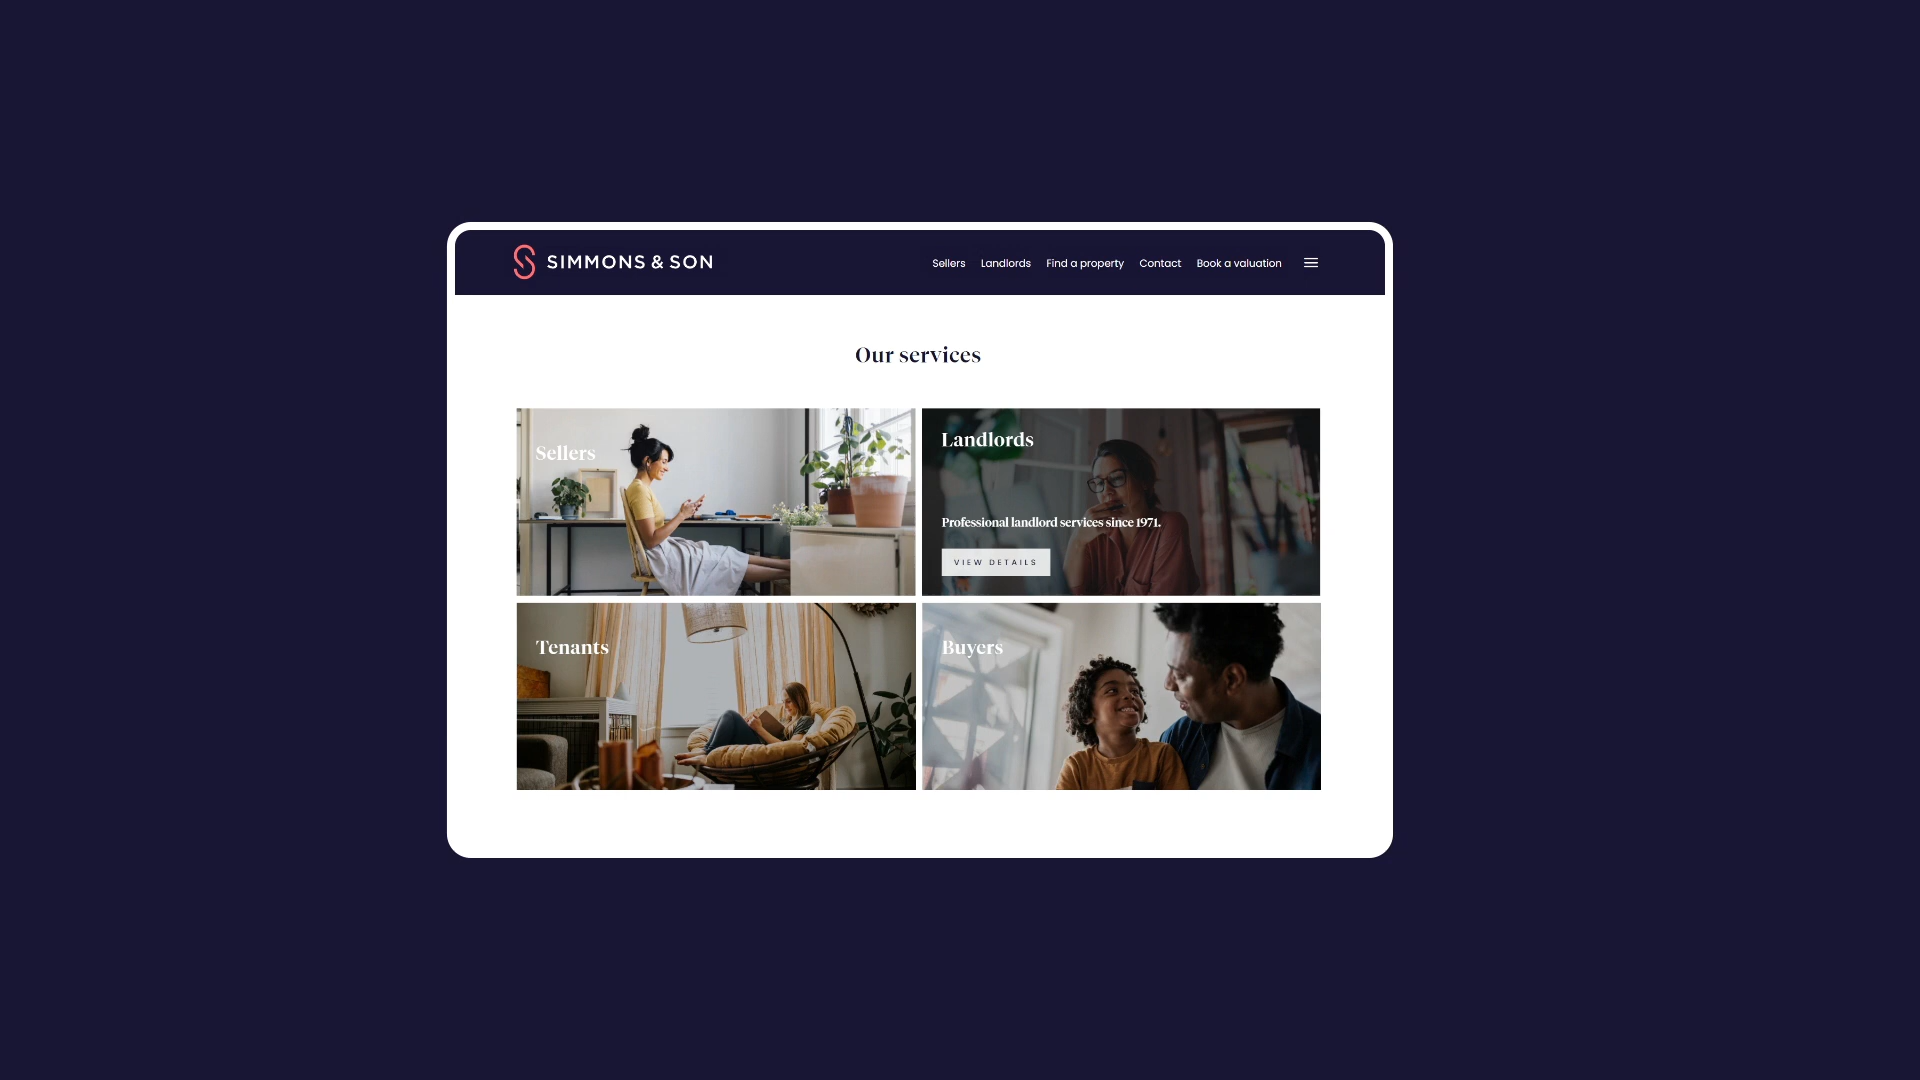 SIMMONS & SON
Sellers Landlords Find a property Contact Book a valuation
Our services
Sellers
Landlords
Professional landlord services since 1971.
VIEW DETAILS
Tenants
Buyers